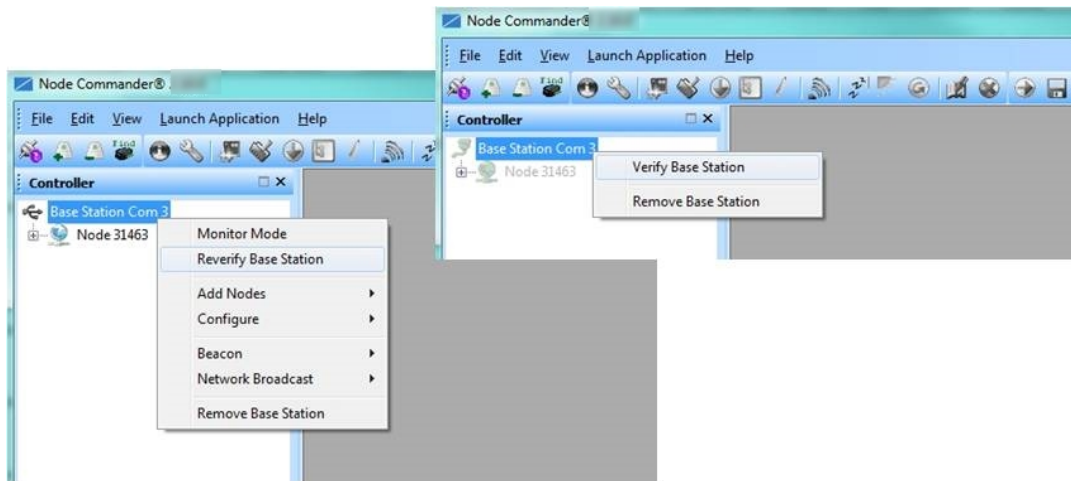 Node Commander®
File Edit View Launch Application Help
Find
Controller
Base Station Com 3
Node 31463
Monitor Mode
Reverify Base Station
Add Nodes
Configure
Beacon
Network Broadcast
Remove Base Station
Node Commander®
File Edit View Launch Application Help
Find
Controller
Base Station Com 3
Node 31463
Verify Base Station
Remove Base Station